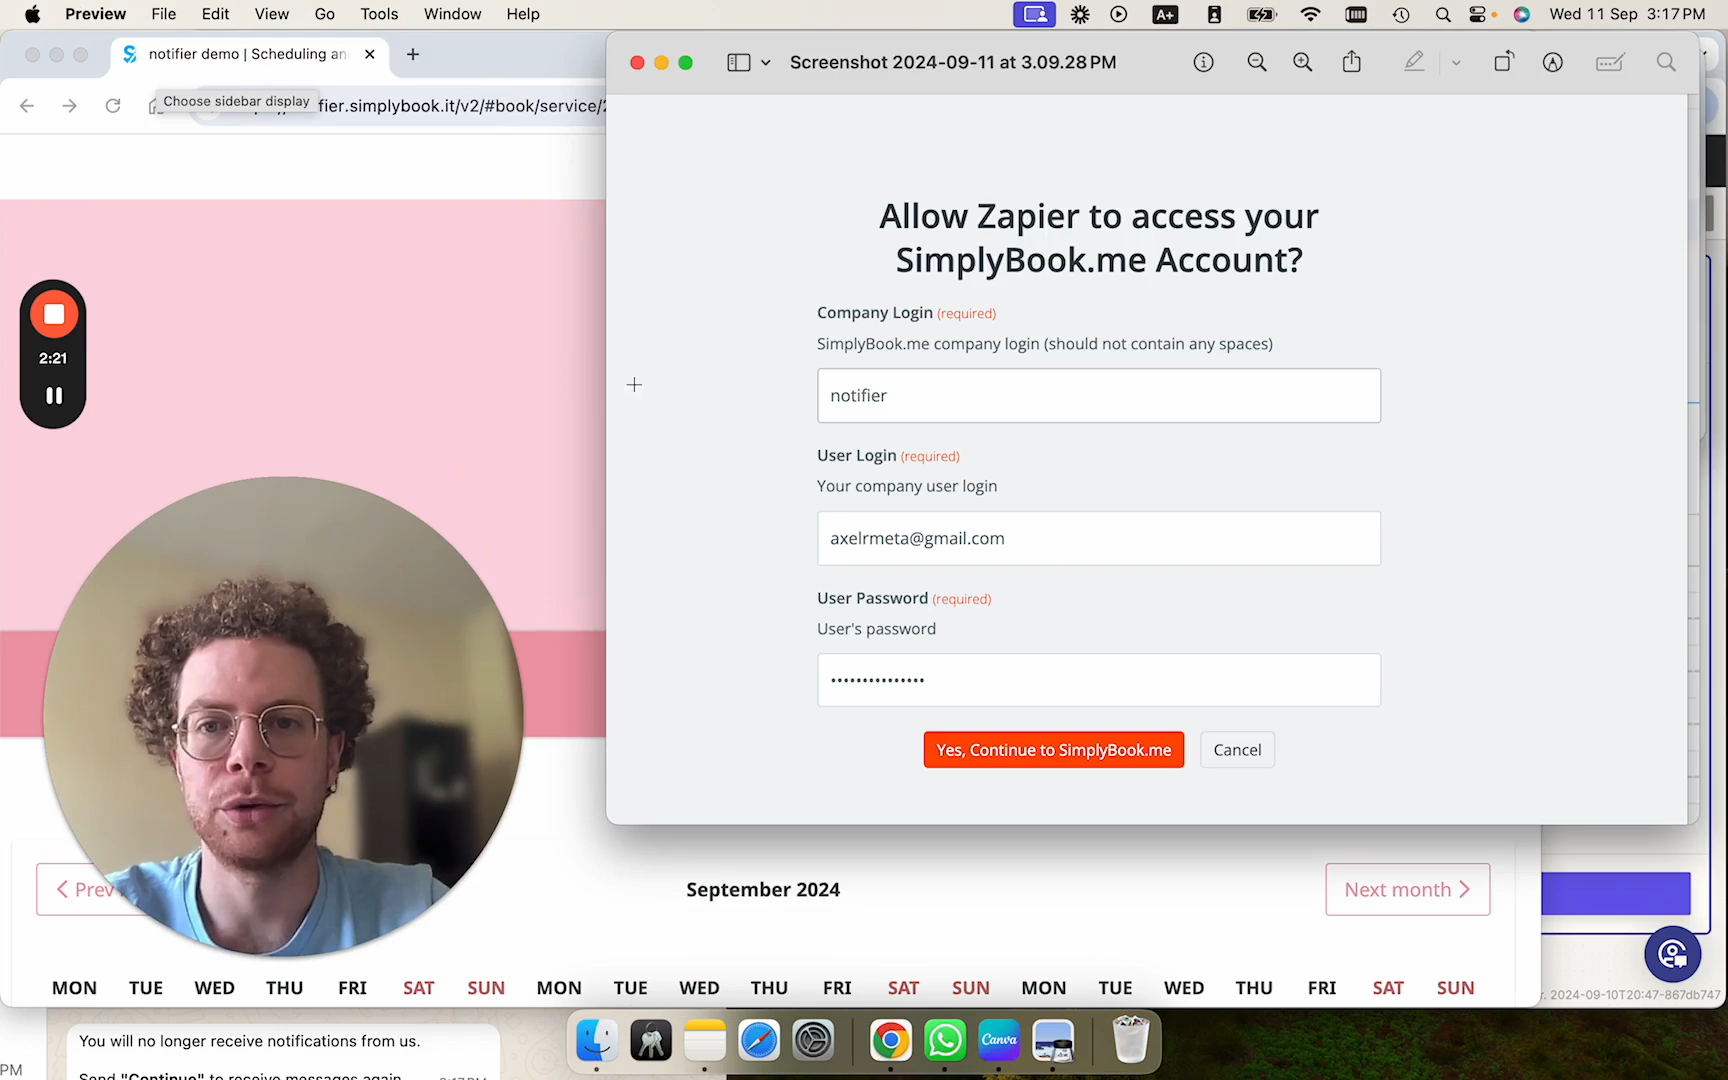 Preview File Edit View Go Tools Window Help
A+
Wed 11 Sep 3:17 PM
notifier demo | Scheduling an
Screenshot 2024-09-11 at 3.09.28 PM
Choose sidebar display
fier.simplybook.it/v2/#book/service/
Allow Zapier to access your
SimplyBook.me Account?
Company Login (required)
SimplyBook.me company login (should not contain any spaces)
notifier
User Login (required)
Your company user login
axelrmeta@gmail.com
User Password (required)
User's password
•••••••••••••••
Yes, Continue to SimplyBook.me
Cancel
2:21
Prev
September 2024
Next month
MON TUE WED THU FRI SAT SUN MON TUE WED THU FRI SAT SUN MON TUE WED THU FRI SAT SUN
. 2024-09-10T20:47-867db747
You will no longer receive notifications from us.
PM
Send "Continue" to receive messages again
Canva